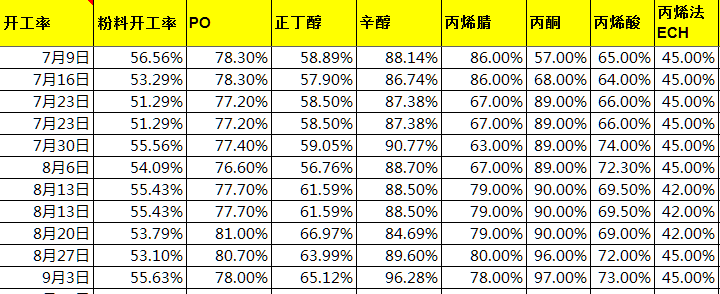 开工率 粉料开工率 PO 正丁醇 辛醇 丙烯腈 丙酮 丙烯酸 丙烯法ECH
7月9日 56.56% 78.30% 58.89% 88.14% 86.00% 57.00% 65.00% 45.00%
7月16日 53.29% 78.30% 57.90% 86.74% 86.00% 68.00% 64.00% 45.00%
7月23日 51.29% 77.20% 58.50% 87.38% 67.00% 89.00% 66.00% 45.00%
7月23日 51.29% 77.20% 58.50% 87.38% 67.00% 89.00% 66.00% 45.00%
7月30日 55.56% 77.40% 59.05% 90.77% 63.00% 89.00% 74.00% 45.00%
8月6日 54.09% 76.60% 56.76% 88.70% 67.00% 89.00% 72.30% 45.00%
8月13日 55.43% 77.70% 61.59% 88.50% 79.00% 90.00% 69.50% 42.00%
8月13日 55.43% 77.70% 61.59% 88.50% 79.00% 90.00% 69.50% 42.00%
8月20日 53.79% 81.00% 66.97% 84.69% 79.00% 90.00% 69.00% 42.00%
8月27日 53.10% 80.70% 63.99% 89.60% 80.00% 96.00% 72.00% 45.00%
9月3日 55.63% 78.00% 65.12% 96.28% 78.00% 97.00% 73.00% 45.00%